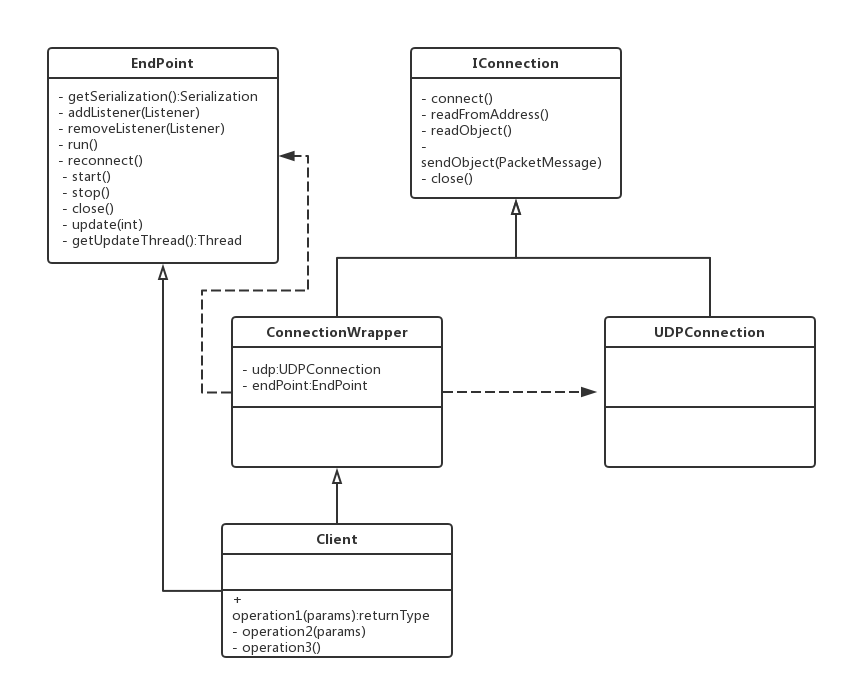 EndPoint
- getSerialization():Serialization
- addListener(Listener)
- removeListener(Listener)
- run()
- reconnect()
- start()
- stop()
- close()
- update(int)
- getUpdateThread():Thread
IConnection
- connect()
- readFromAddress()
- readObject()
-
sendObject(PacketMessage)
- close()
ConnectionWrapper
- udp:UDPConnection
- endPoint:EndPoint
UDPConnection
Client
+
operation1(params):returnType
- operation2(params)
- operation3()